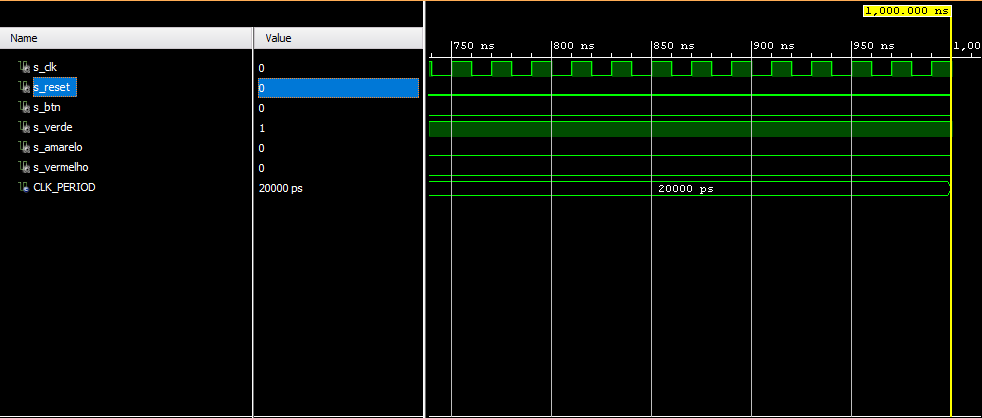 1,000.000 ns
Name Value
750 ns 800 ns 850 ns 900 ns 950 ns 1,00
s_clk 0
s_reset 0
s_btn 0
s_verde 1
s_amarelo 0
s_vermelho 0
CLK_PERIOD 20000 ps 20000 ps